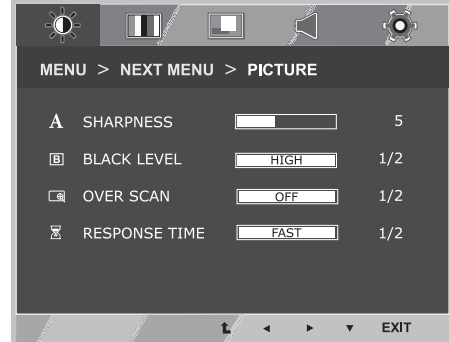 MENU > NEXT MENU > PICTURE
A SHARPNESS 5
B BLACK LEVEL HIGH 1/2
OVER SCAN OFF 1/2
RESPONSE TIME FAST 1/2
EXIT